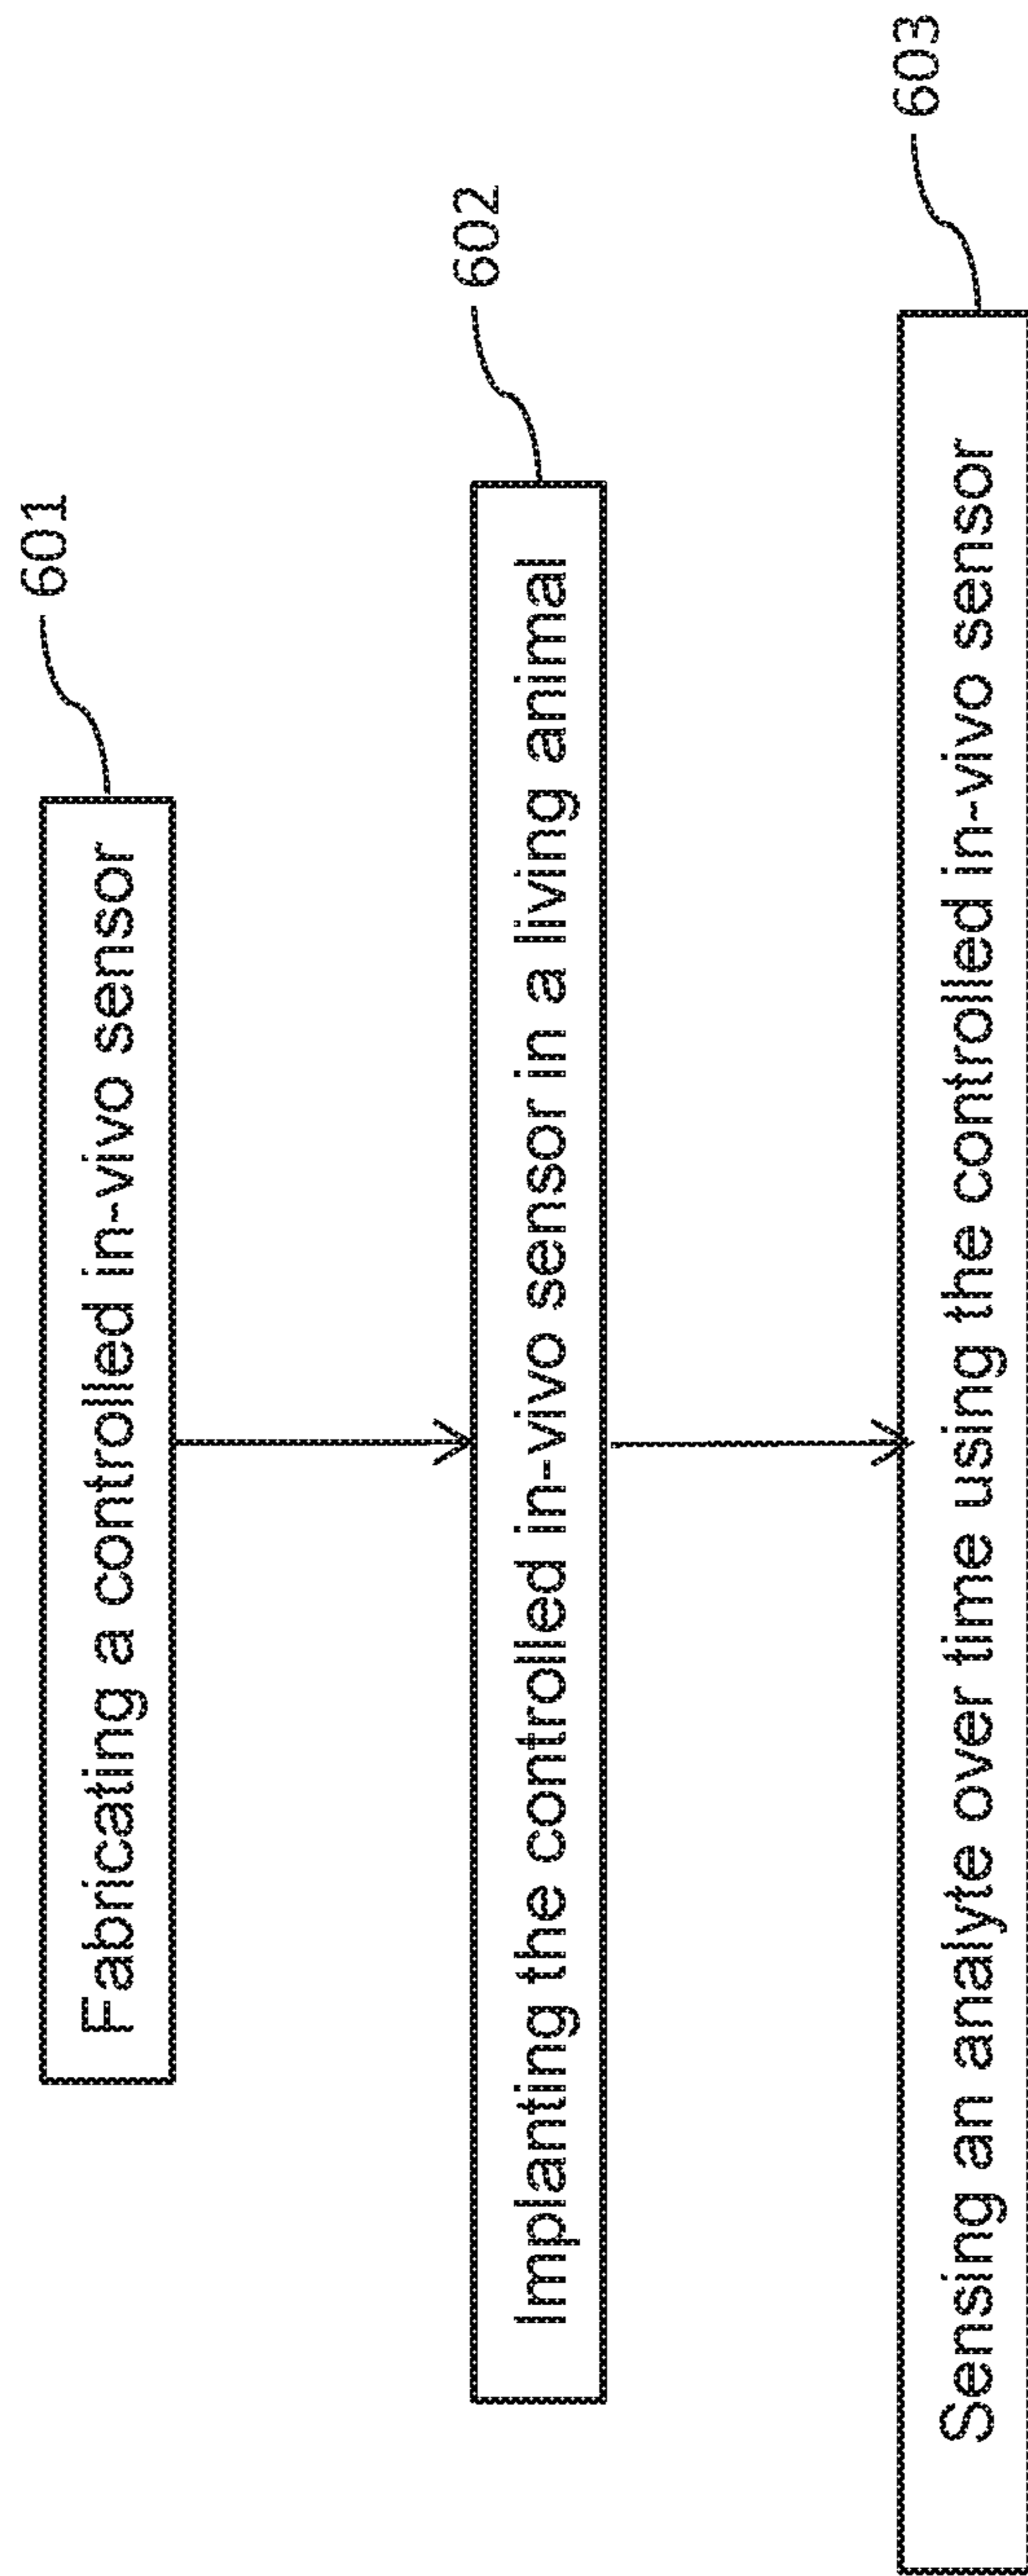 601
Fabricating a controlled in-vivo sensor
602
Implanting the controlled in-vivo sensor in a living animal
603
Sensing an analyte over time using the controlled in-vivo sensor